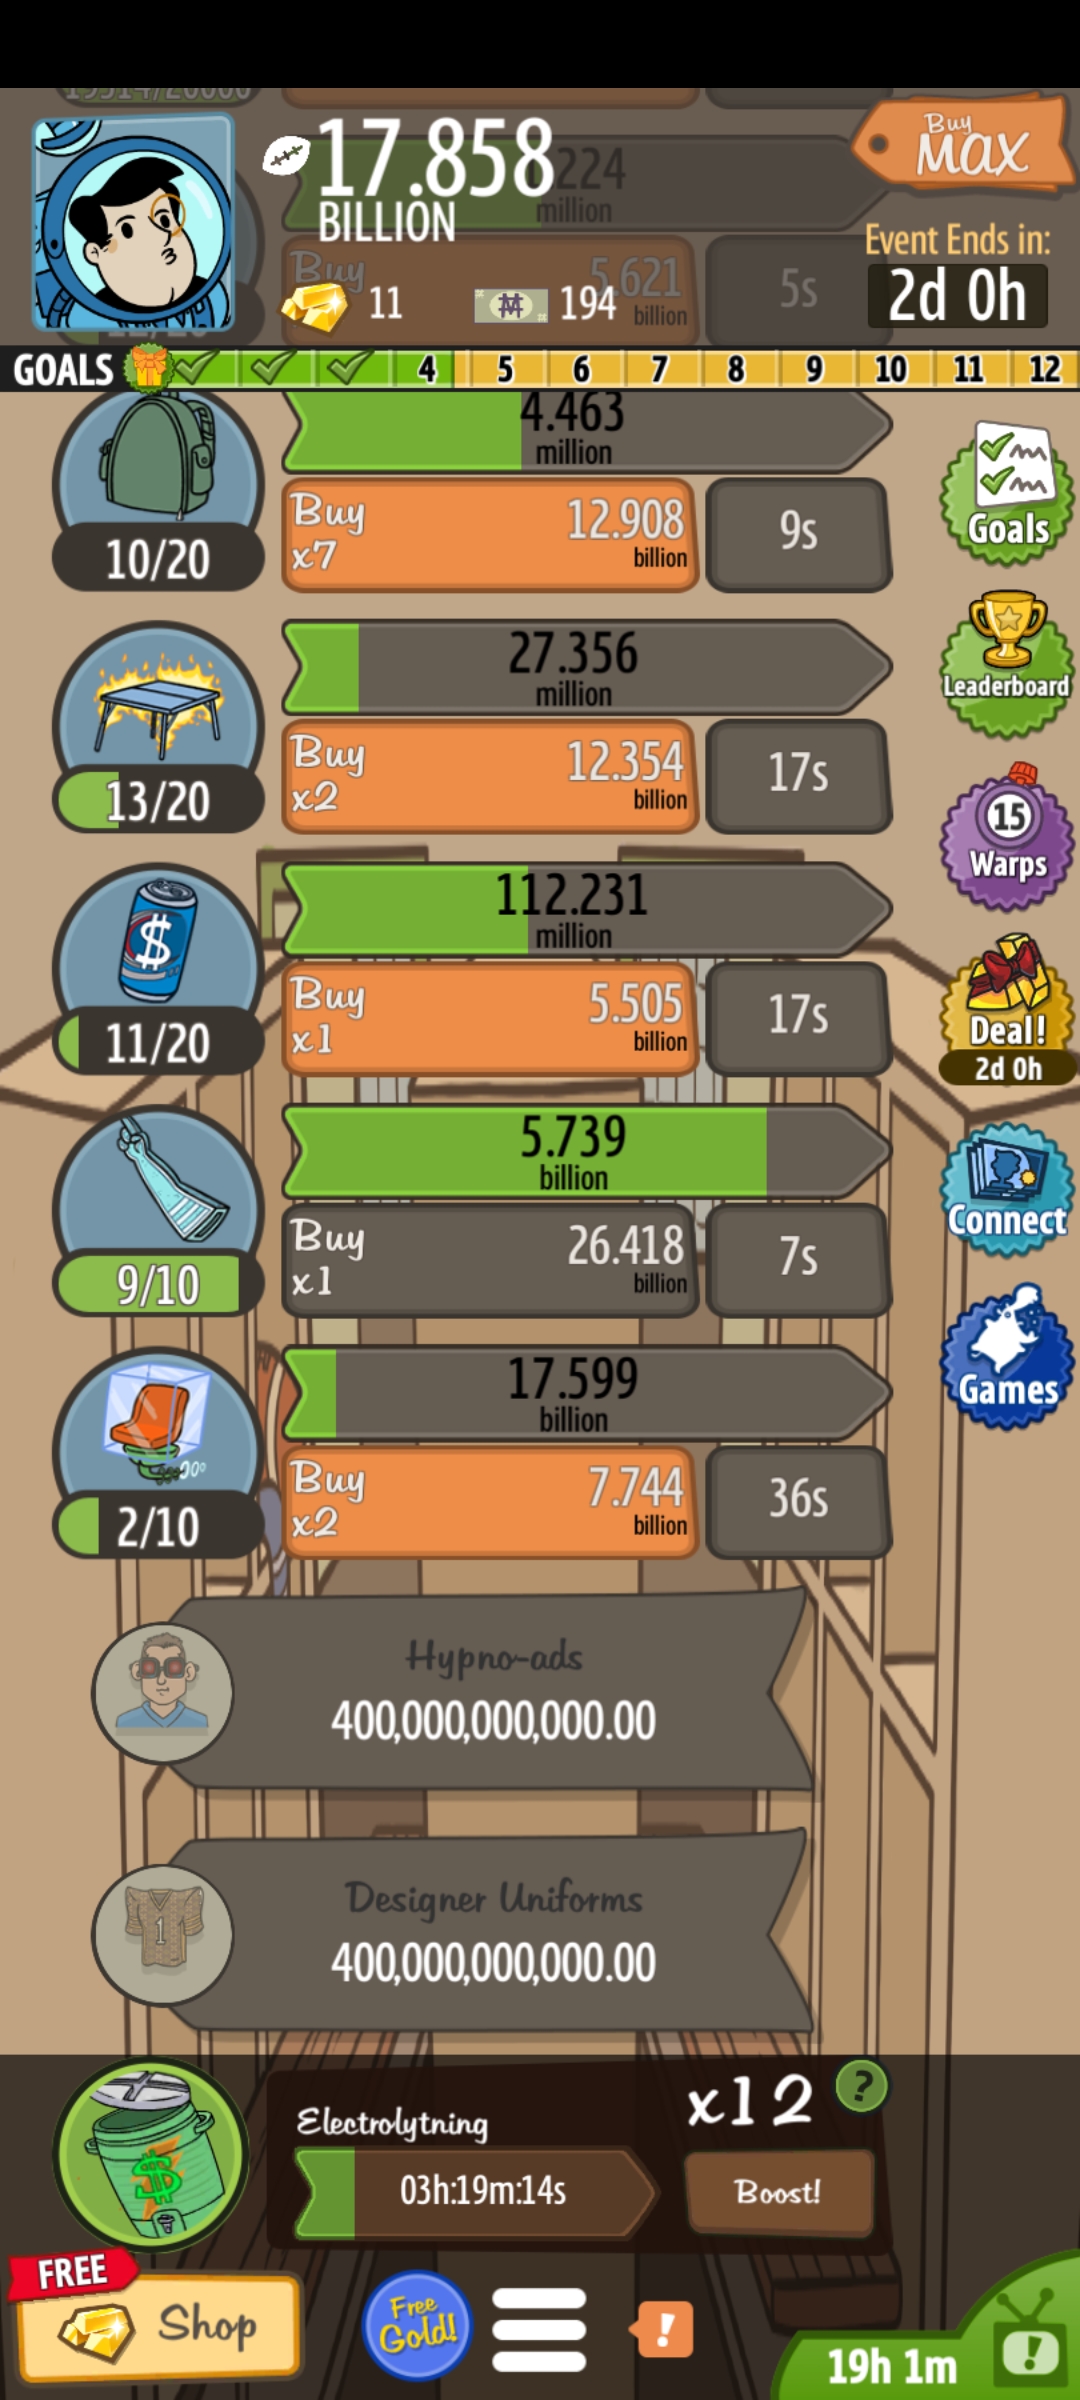 17.858
BILLION
224
million
Buy
MAX
Event Ends in:
2d 0h
Buy
5.621
billion
5s
11
194
GOALS
4
5
6
7
8
9
10
11
12
4.463
million
10/20
Buy
x7
12.908
billion
9s
Goals
27.356
million
13/20
Buy
x2
12.354
billion
17s
Leaderboard
15
Warps
112.231
million
11/20
Buy
x1
5.505
billion
17s
Deal!
2d 0h
5.739
billion
9/10
Buy
x1
26.418
billion
7s
Connect
17.599
billion
2/10
Buy
x2
7.744
billion
36s
Games
Hypno-ads
400,000,000,000.00
1
Designer Uniforms
400,000,000,000.00
Electrolytning
x12
?
03h:19m:14s
Boost!
FREE
Shop
Free
Gold!
!
19h 1m
!